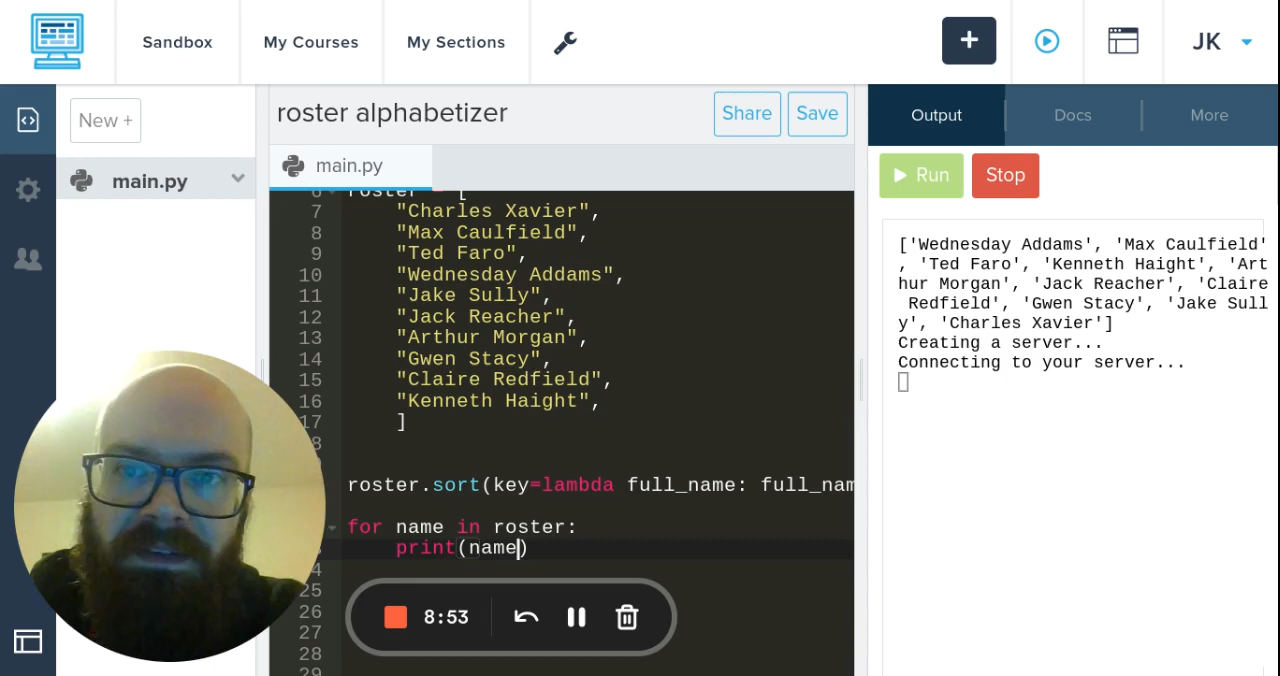 Sandbox
My Courses
My Sections
+
JK
New +
main.py
roster alphabetizer
Share
Save
main.py
6 roster = [
7 "Charles Xavier",
8 "Max Caulfield",
9 "Ted Faro",
10 "Wednesday Addams",
11 "Jake Sully",
12 "Jack Reacher",
13 "Arthur Morgan",
14 "Gwen Stacy",
15 "Claire Redfield",
16 "Kenneth Haight",
17 ]
8
roster.sort(key=lambda full_name: full_nam
for name in roster:
print(name)
4
25
26
27
28
29
8:53
Output
Docs
More
Run
Stop
['Wednesday Addams', 'Max Caulfield'
, 'Ted Faro', 'Kenneth Haight', 'Art
hur Morgan', 'Jack Reacher', 'Claire
Redfield', 'Gwen Stacy', 'Jake Sull
y', 'Charles Xavier']
Creating a server...
Connecting to your server...